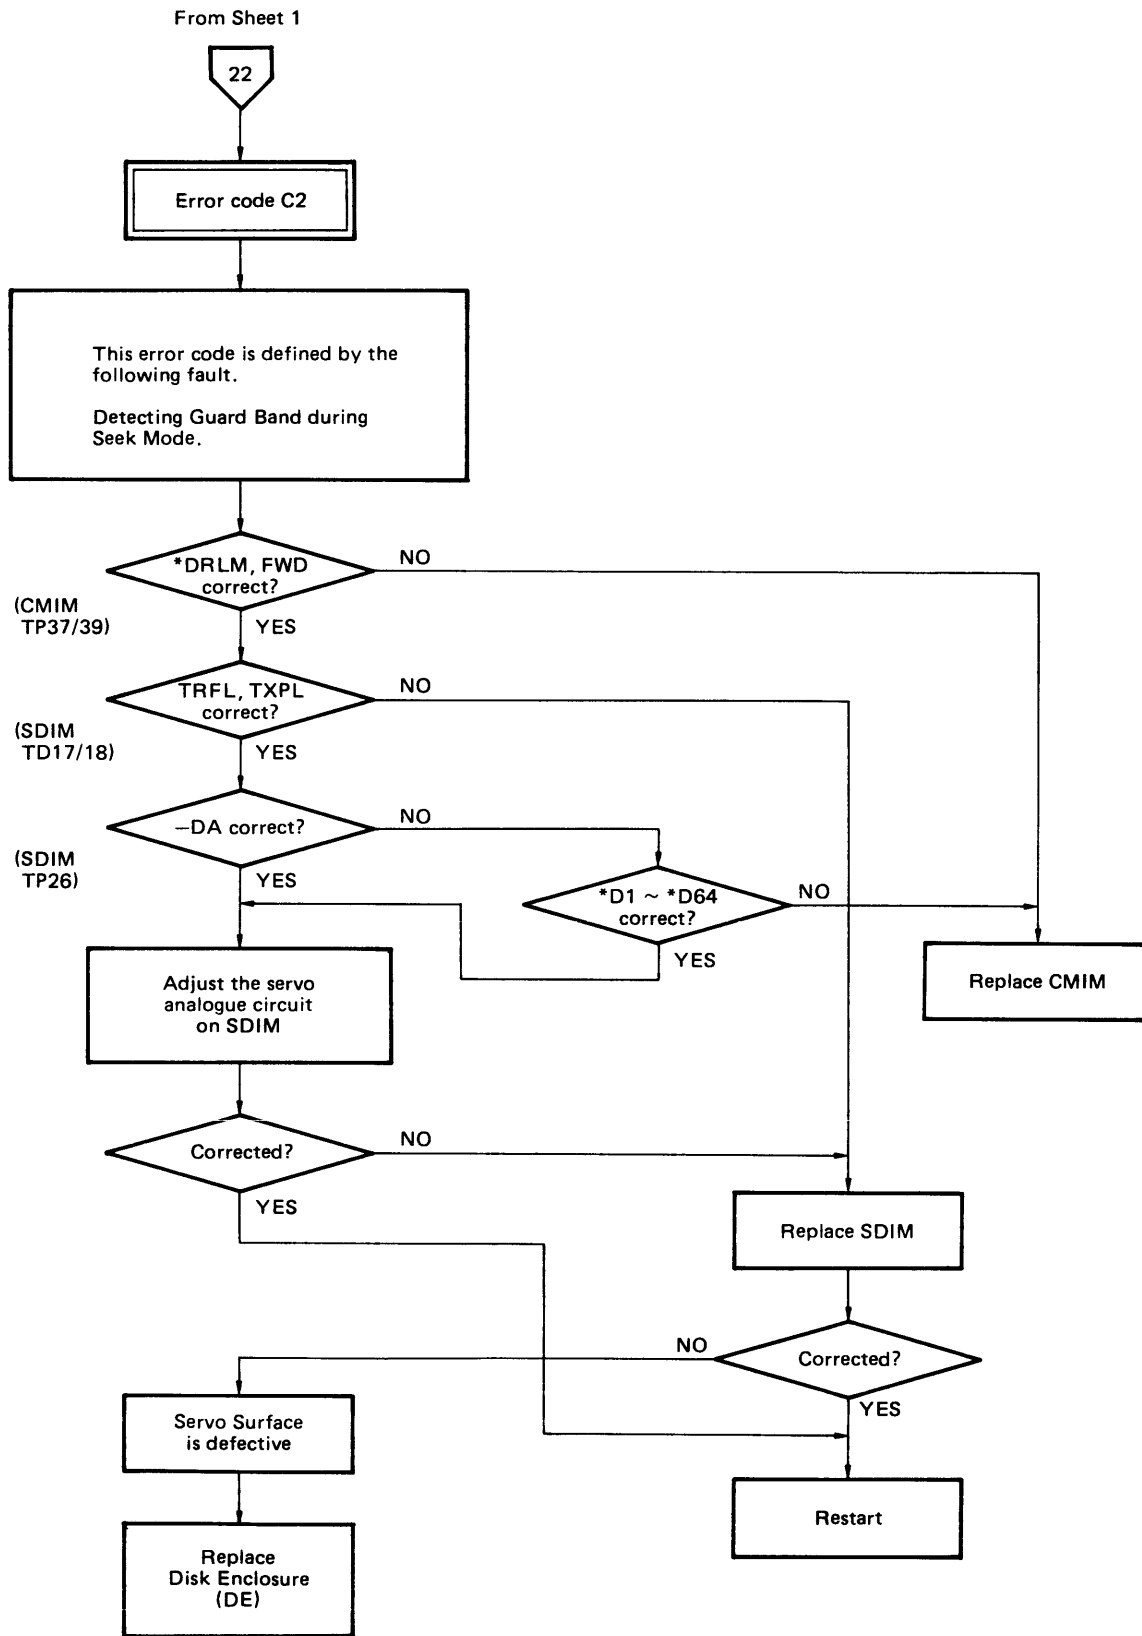 From Sheet 1
22
Error code C2
This error code is defined by the
following fault.
Detecting Guard Band during
Seek Mode.
*DRLM, FWD
correct?
NO
(CMIM
TP37/39)
YES
TRFL, TXPL
correct?
NO
(SDIM
TD17/18)
YES
—DA correct?
NO
(SDIM
TP26)
YES
*D1 ~ *D64
correct?
NO
YES
Replace CMIM
Adjust the servo
analogue circuit
on SDIM
Corrected?
NO
YES
Replace SDIM
NO
Corrected?
YES
Servo Surface
is defective
Restart
Replace
Disk Enclosure
(DE)